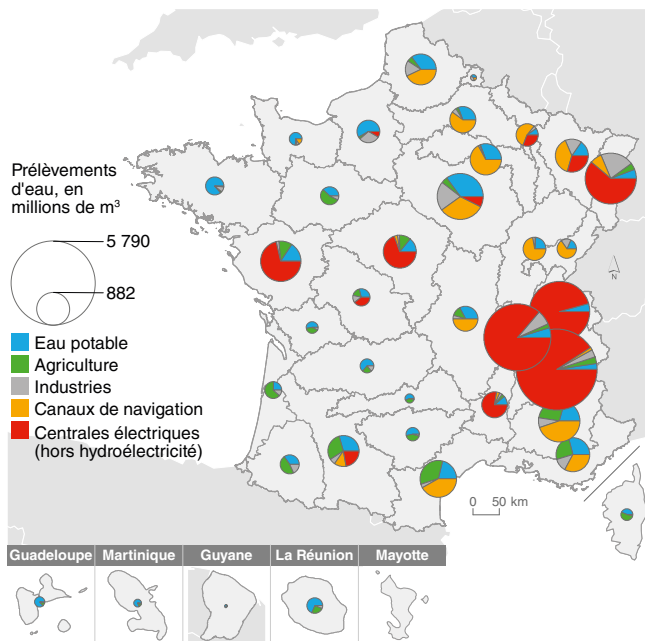 Prélèvements
d'eau, en
millions de m³
5 790
882
Eau potable
Agriculture
Industries
Canaux de navigation
Centrales électriques
(hors hydroélectricité)
N
0 50 km
Guadeloupe
Martinique
Guyane
La Réunion
Mayotte